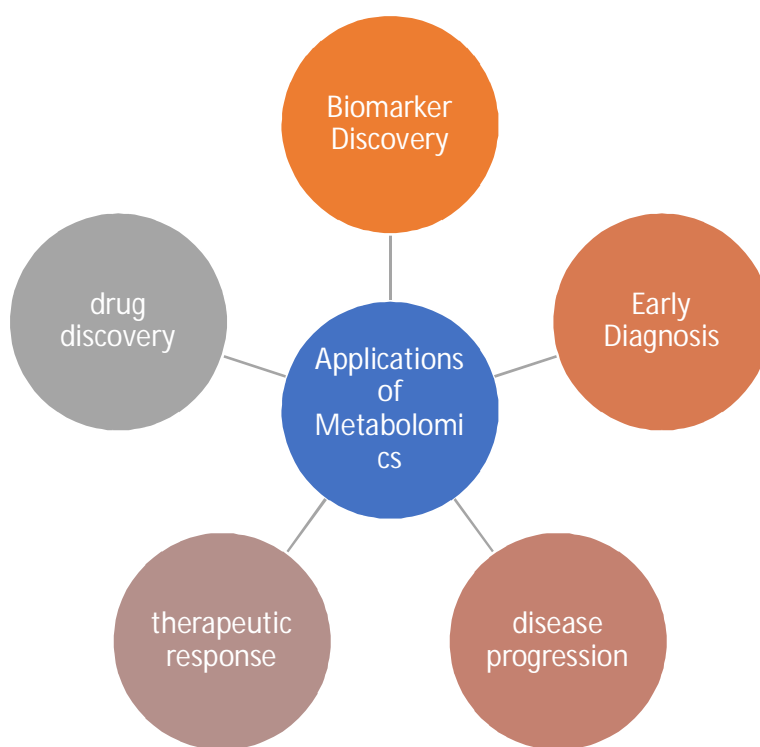 Biomarker
Discovery
Early
Diagnosis
disease
progression
therapeutic
response
drug
discovery
Applications
of
Metabolomi
cs